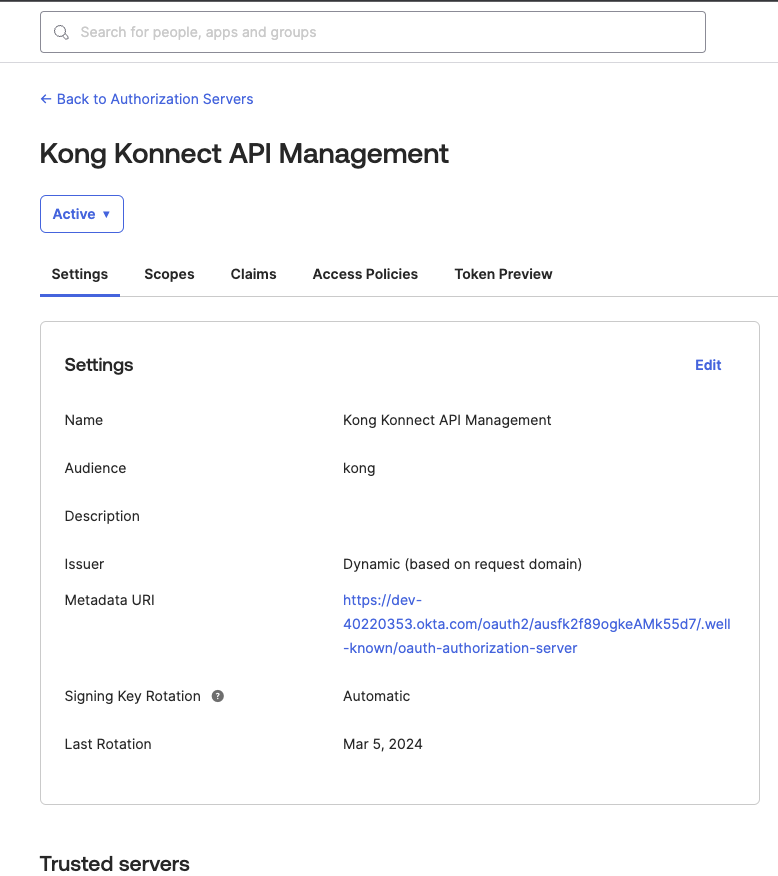 Search for people, apps and groups
← Back to Authorization Servers
Kong Konnect API Management
Active ▼
Settings Scopes Claims Access Policies Token Preview
Settings Edit
Name Kong Konnect API Management
Audience kong
Description
Issuer Dynamic (based on request domain)
Metadata URI https://dev-
40220353.okta.com/oauth2/ausfk2f89ogkeAMk55d7/.well
-known/oauth-authorization-server
Signing Key Rotation ? Automatic
Last Rotation Mar 5, 2024
Trusted servers